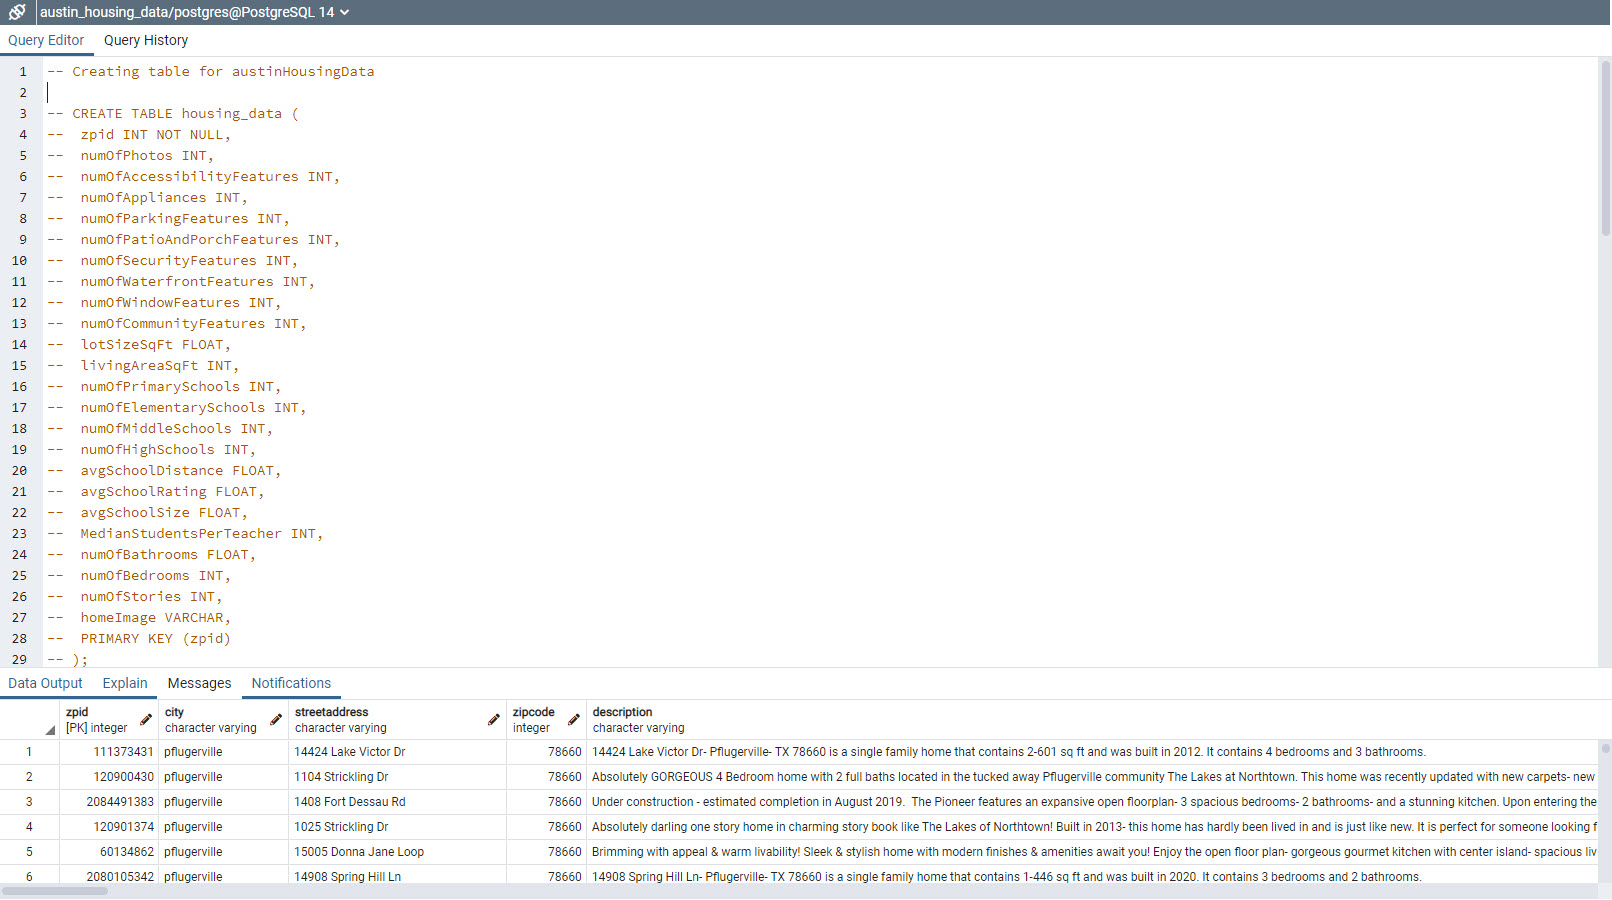 austin_housing_data/postgres@PostgreSQL 14
Query Editor Query History
1 -- Creating table for austinHousingData
2
3 -- CREATE TABLE housing_data (
4 --  zpid INT NOT NULL,
5 --  numOfPhotos INT,
6 --  numOfAccessibilityFeatures INT,
7 --  numOfAppliances INT,
8 --  numOfParkingFeatures INT,
9 --  numOfPatioAndPorchFeatures INT,
10 --  numOfSecurityFeatures INT,
11 --  numOfWaterfrontFeatures INT,
12 --  numOfWindowFeatures INT,
13 --  numOfCommunityFeatures INT,
14 --  lotSizeSqFt FLOAT,
15 --  livingAreaSqFt INT,
16 --  numOfPrimarySchools INT,
17 --  numOfElementarySchools INT,
18 --  numOfMiddleSchools INT,
19 --  numOfHighSchools INT,
20 --  avgSchoolDistance FLOAT,
21 --  avgSchoolRating FLOAT,
22 --  avgSchoolSize FLOAT,
23 --  MedianStudentsPerTeacher INT,
24 --  numOfBathrooms FLOAT,
25 --  numOfBedrooms INT,
26 --  numOfStories INT,
27 --  homeImage VARCHAR,
28 --  PRIMARY KEY (zpid)
29 -- );
Data Output Explain Messages Notifications
zpid city streetaddress zipcode description
[PK] integer character varying character varying integer character varying
1 111373431 pflugerville 14424 Lake Victor Dr 78660 14424 Lake Victor Dr- Pflugerville- TX 78660 is a single family home that contains 2-601 sq ft and was built in 2012. It contains 4 bedrooms and 3 bathrooms.
2 120900430 pflugerville 1104 Strickling Dr 78660 Absolutely GORGEOUS 4 Bedroom home with 2 full baths located in the tucked away Pflugerville community The Lakes at Northtown. This home was recently updated with new carpets- new
3 2084491383 pflugerville 1408 Fort Dessau Rd 78660 Under construction - estimated completion in August 2019.  The Pioneer features an expansive open floorplan- 3 spacious bedrooms- 2 bathrooms- and a stunning kitchen. Upon entering the
4 120901374 pflugerville 1025 Strickling Dr 78660 Absolutely darling one story home in charming story book like The Lakes of Northtown! Built in 2013- this home has hardly been lived in and is just like new. It is perfect for someone looking f
5 60134862 pflugerville 15005 Donna Jane Loop 78660 Brimming with appeal & warm livability! Sleek & stylish home with modern finishes & amenities await you! Enjoy the open floor plan- gorgeous gourmet kitchen with center island- spacious liv
6 2080105342 pflugerville 14908 Spring Hill Ln 78660 14908 Spring Hill Ln- Pflugerville- TX 78660 is a single family home that contains 1-446 sq ft and was built in 2020. It contains 3 bedrooms and 2 bathrooms.